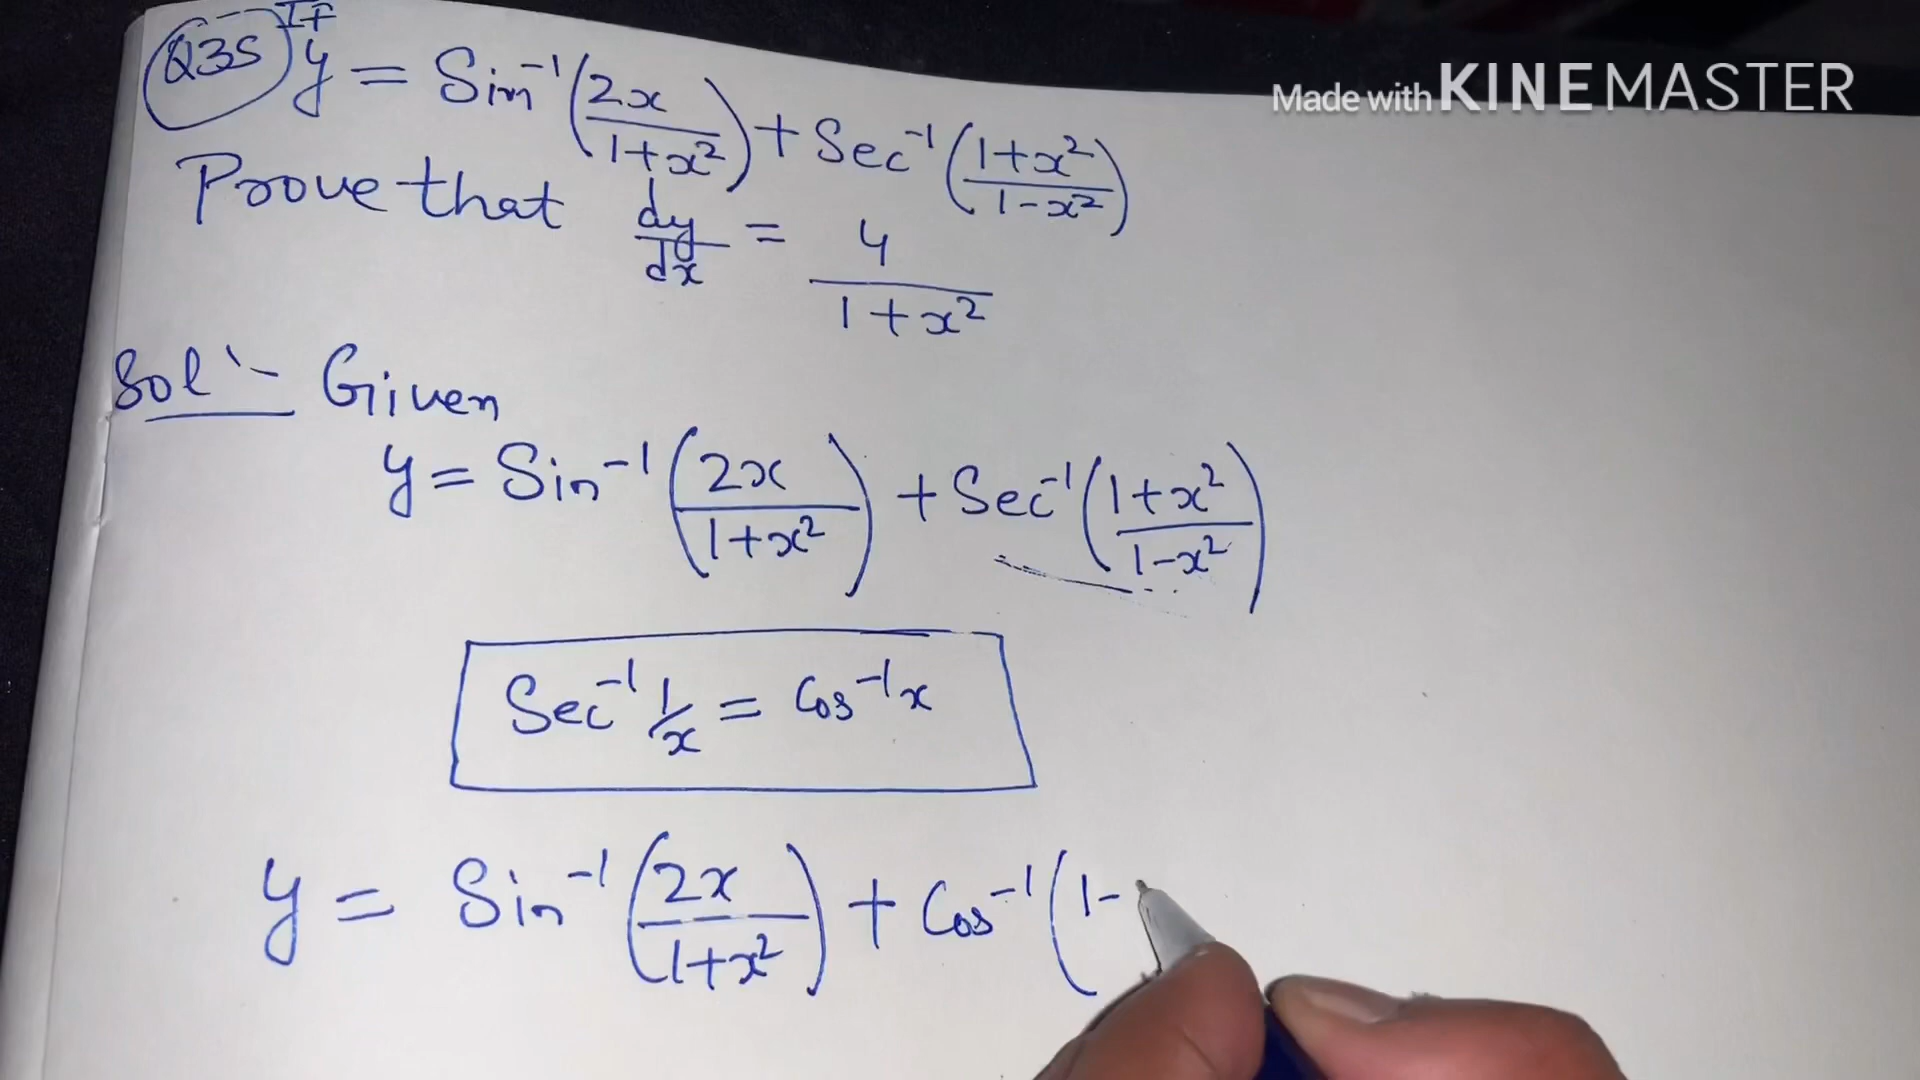 Q35 If y = Sin⁻¹(2x/1+x²) + Sec⁻¹(1+x²/1-x²)
Made with KINEMASTER
Prove that dy/dx = 4/1+x²
Sol:- Given
y = Sin⁻¹(2x/1+x²) + Sec⁻¹(1+x²/1-x²)
Sec⁻¹ 1/x = Cos⁻¹x
y = Sin⁻¹(2x/1+x²) + Cos⁻¹(1-